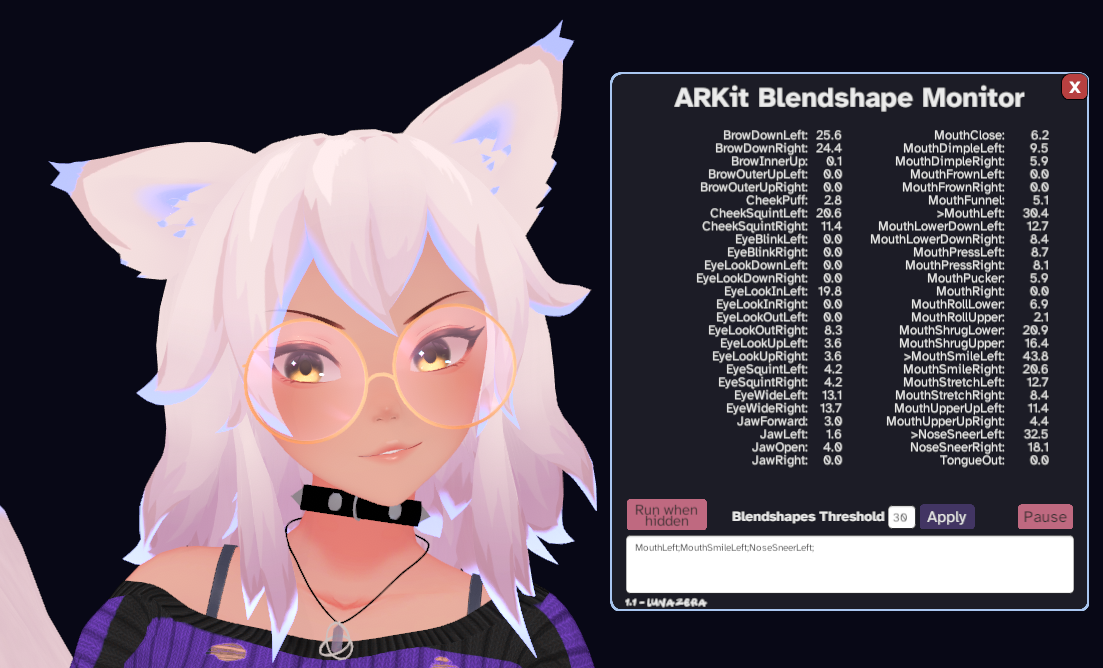 ARKit Blendshape Monitor
X
BrowDownLeft: 25.6
BrowDownRight: 24.4
BrowInnerUp: 0.1
BrowOuterUpLeft: 0.0
BrowOuterUpRight: 0.0
CheekPuff: 2.8
CheekSquintLeft: 20.6
CheekSquintRight: 11.4
EyeBlinkLeft: 0.0
EyeBlinkRight: 0.0
EyeLookDownLeft: 0.0
EyeLookDownRight: 0.0
EyeLookInLeft: 19.8
EyeLookInRight: 0.0
EyeLookOutLeft: 0.0
EyeLookOutRight: 8.3
EyeLookUpLeft: 3.6
EyeLookUpRight: 3.6
EyeSquintLeft: 4.2
EyeSquintRight: 4.2
EyeWideLeft: 13.1
EyeWideRight: 13.7
JawForward: 3.0
JawLeft: 1.6
JawOpen: 4.0
JawRight: 0.0
MouthClose: 6.2
MouthDimpleLeft: 9.5
MouthDimpleRight: 5.9
MouthFrownLeft: 0.0
MouthFrownRight: 0.0
MouthFunnel: 5.1
>MouthLeft: 30.4
MouthLowerDownLeft: 12.7
MouthLowerDownRight: 8.4
MouthPressLeft: 8.7
MouthPressRight: 8.1
MouthPucker: 5.9
MouthRight: 0.0
MouthRollLower: 6.9
MouthRollUpper: 2.1
MouthShrugLower: 20.9
MouthShrugUpper: 16.4
>MouthSmileLeft: 43.8
MouthSmileRight: 20.6
MouthStretchLeft: 12.7
MouthStretchRight: 8.4
MouthUpperUpLeft: 11.4
MouthUpperUpRight: 4.4
>NoseSneerLeft: 32.5
NoseSneerRight: 18.1
TongueOut: 0.0
Run when
hidden
Blendshapes Threshold 30 Apply
Pause
MouthLeft;MouthSmileLeft;NoseSneerLeft;
1.1 - LUVAZERA